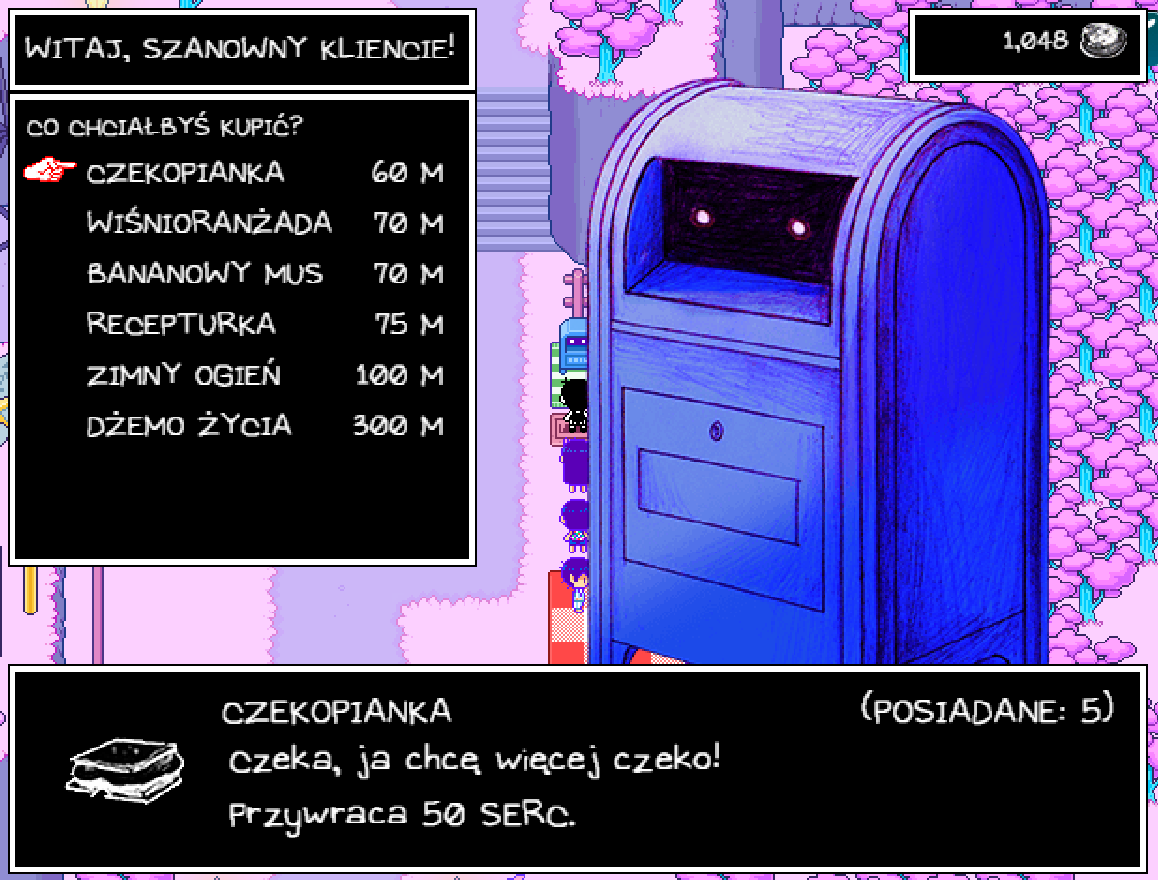 WITAJ, SZANOWNY KLIENCIE!
1,048
CO CHCIAŁBYŚ KUPIĆ?
CZEKOPIANKA 60 M
WIŚNIORANŻADA 70 M
BANANOWY MUS 70 M
RECEPTURKA 75 M
ZIMNY OGIEŃ 100 M
DŻEMO ŻYCIA 300 M
CZEKOPIANKA (POSIADANE: 5)
Czeka, ja chcę więcej czeko!
Przywraca 50 SERC.